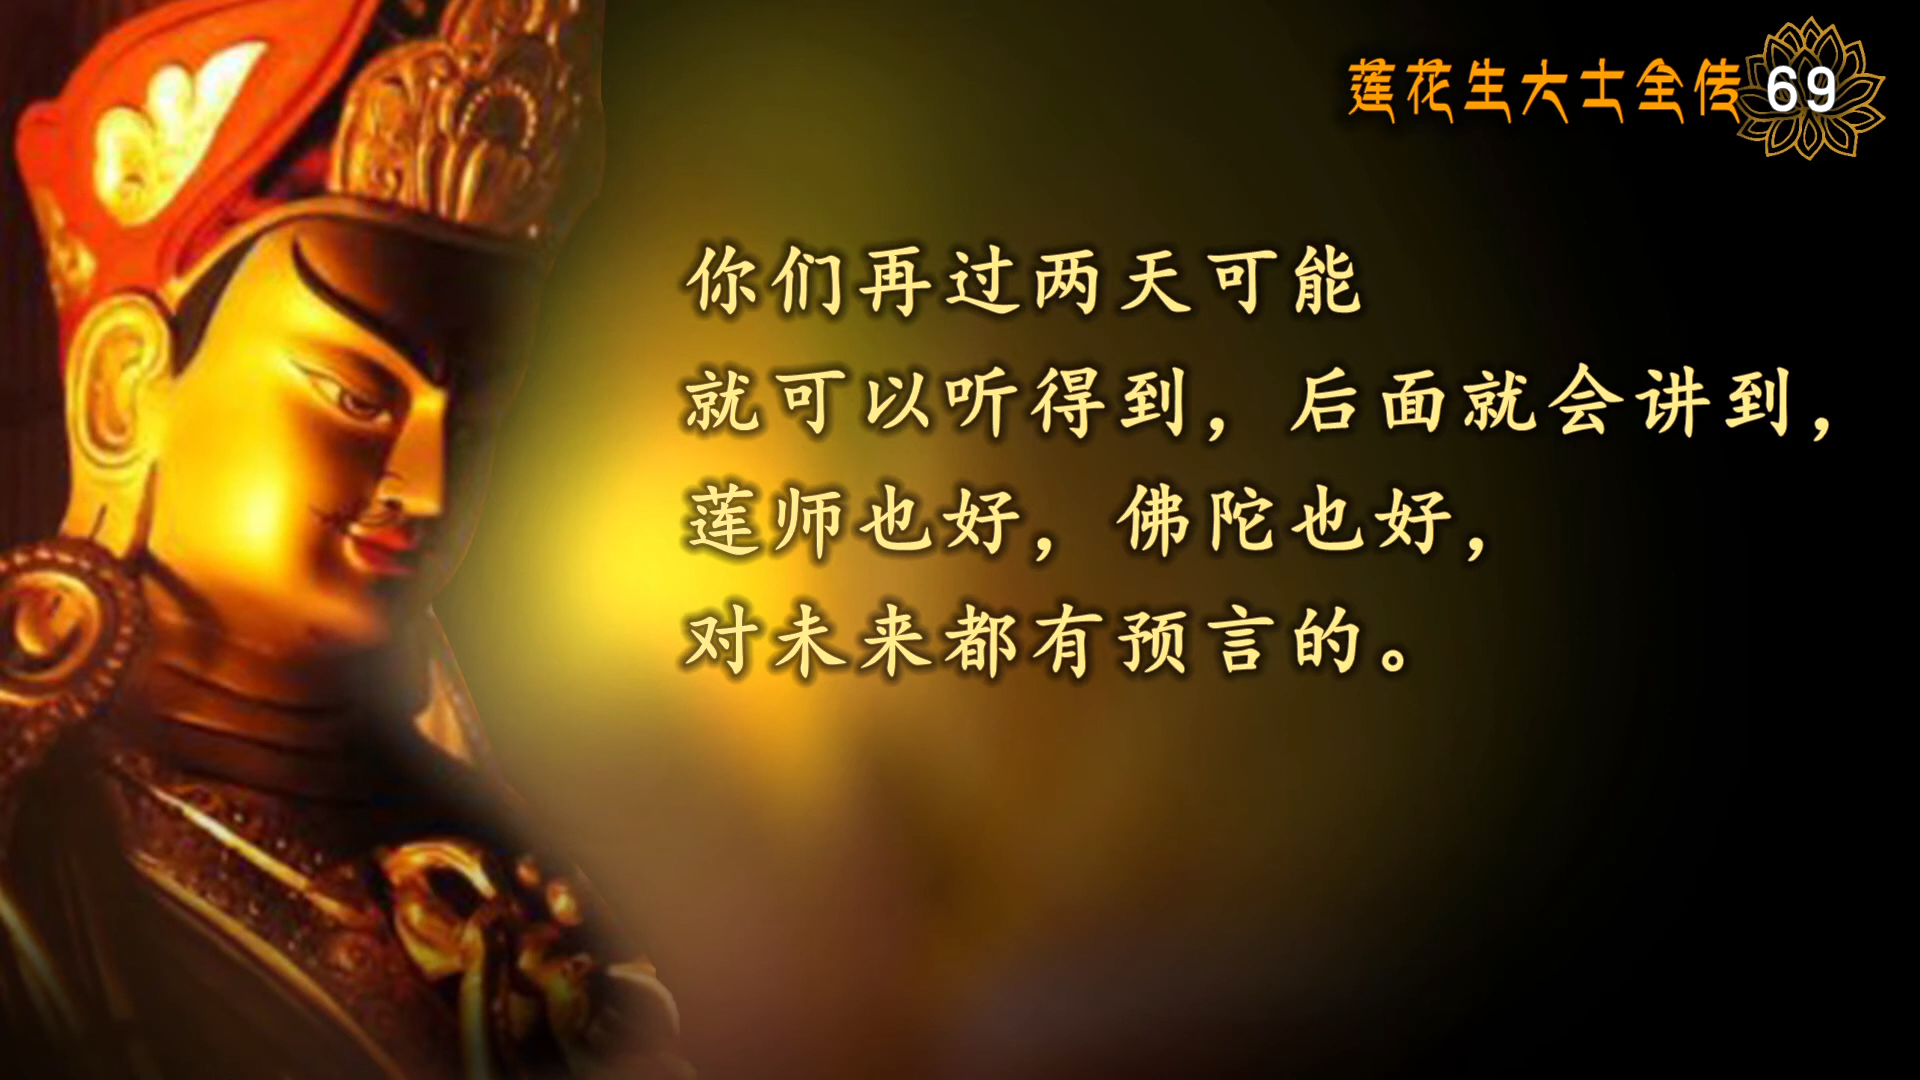 莲花生大士全传 69
你们再过两天可能
就可以听得到，后面就会讲到，
莲师也好，佛陀也好，
对未来都有预言的。